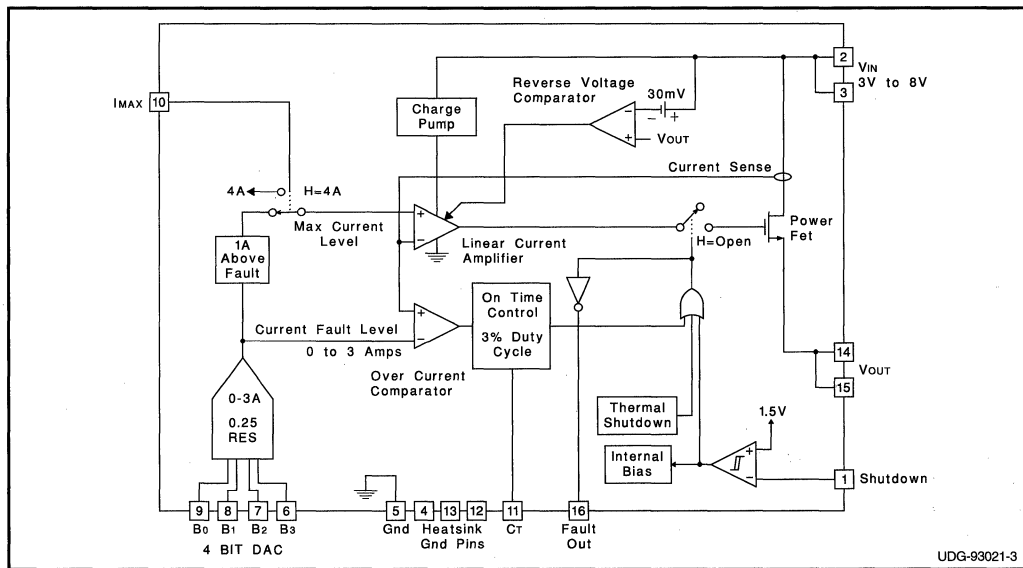 2
VIN
3V to 8V
3
Reverse Voltage
Comparator
30mV
−
+
− +
VOUT
IMAX
10
Charge
Pump
Current Sense
4A
H=4A
+
−
Max Current
Level
Linear Current
Amplifier
H=Open
Power
Fet
1A
Above
Fault
On Time
Control
3% Duty
Cycle
+
−
Current Fault Level
0 to 3 Amps
Over Current
Comparator
14
VOUT
15
0-3A
0.25
RES
Thermal
Shutdown
1.5V
Internal
Bias
+
−
1
Shutdown
9
8
7
6
5
4
13
12
11
16
B0
B1
B2
B3
Gnd
Heatsink
Gnd Pins
CT
Fault
Out
4 BIT DAC
UDG-93021-3